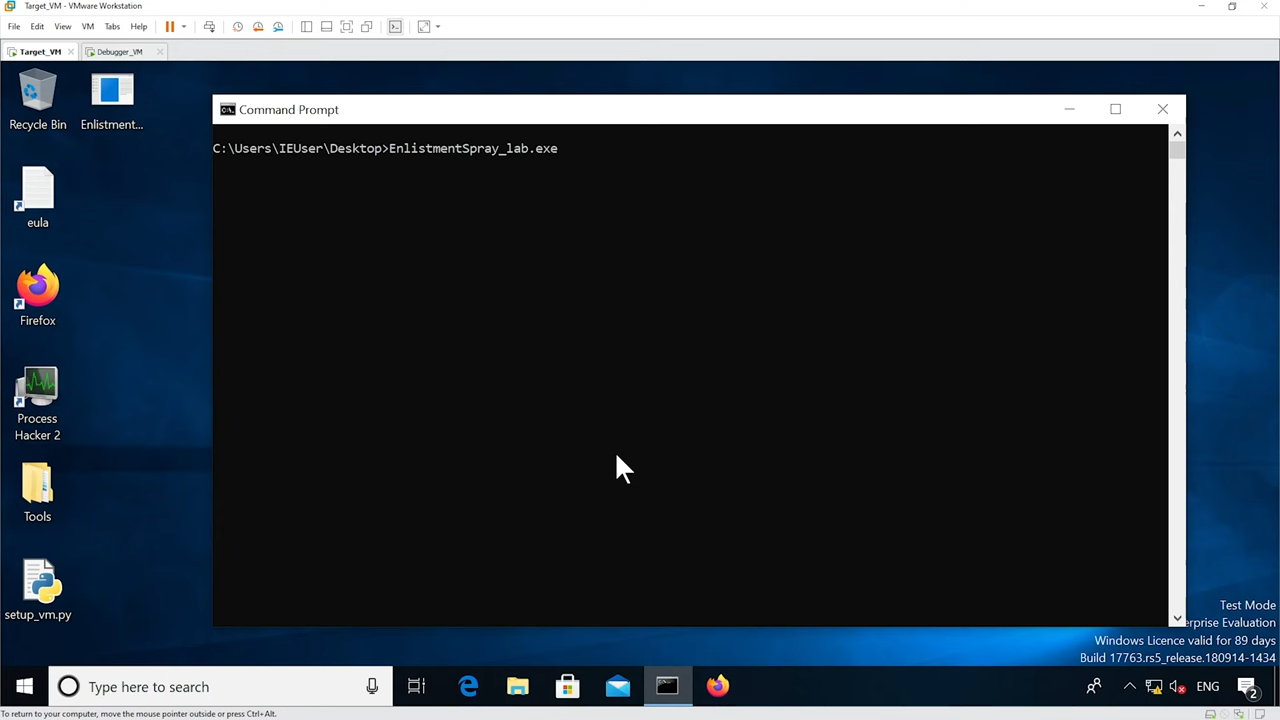 Target_VM - VMware Workstation
File Edit View VM Tabs Help
Target_VM Debugger_VM
Recycle Bin
Enlistment...
eula
Firefox
Process
Hacker 2
Tools
setup_vm.py
Command Prompt
C:\Users\IEUser\Desktop>EnlistmentSpray_lab.exe
Test Mode
erprise Evaluation
Windows Licence valid for 89 days
Build 17763.rs5_release.180914-1434
Type here to search
ENG
2
To return to your computer, move the mouse pointer outside or press Ctrl+Alt.